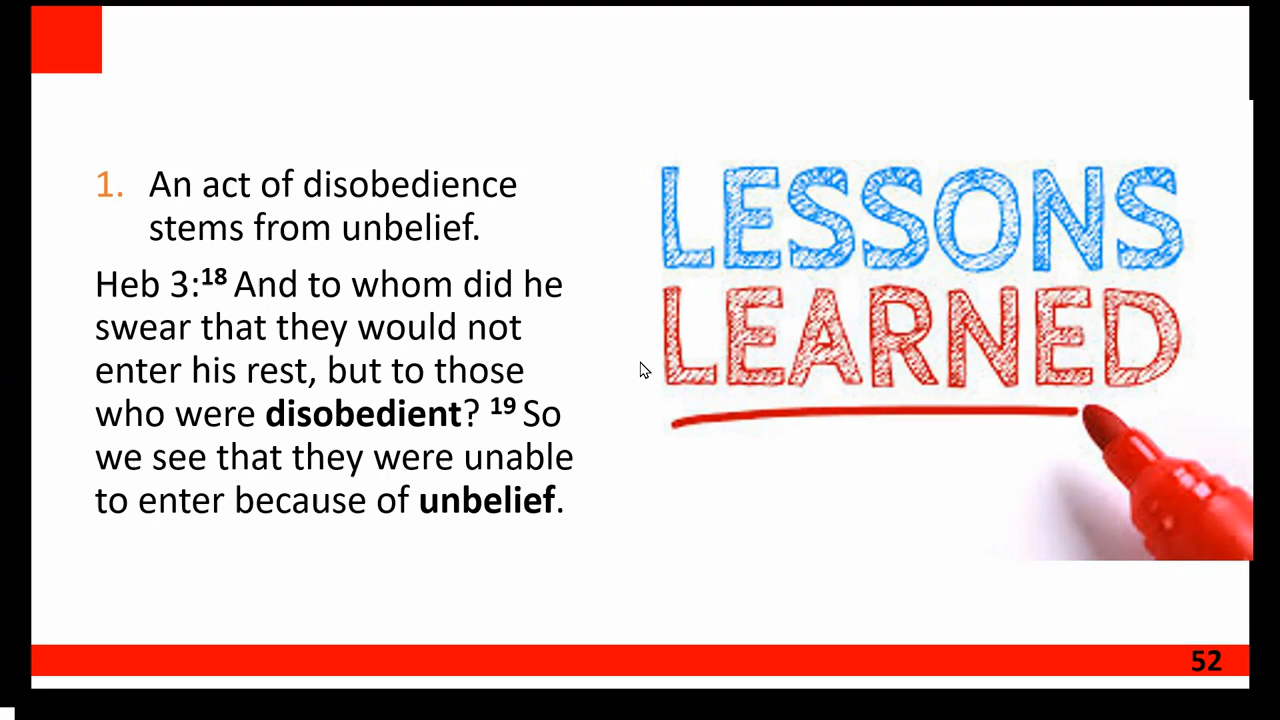 1. An act of disobedience
stems from unbelief.
Heb 3:18 And to whom did he
swear that they would not
enter his rest, but to those
who were disobedient? 19 So
we see that they were unable
to enter because of unbelief.
LESSONS
LEARNED
52